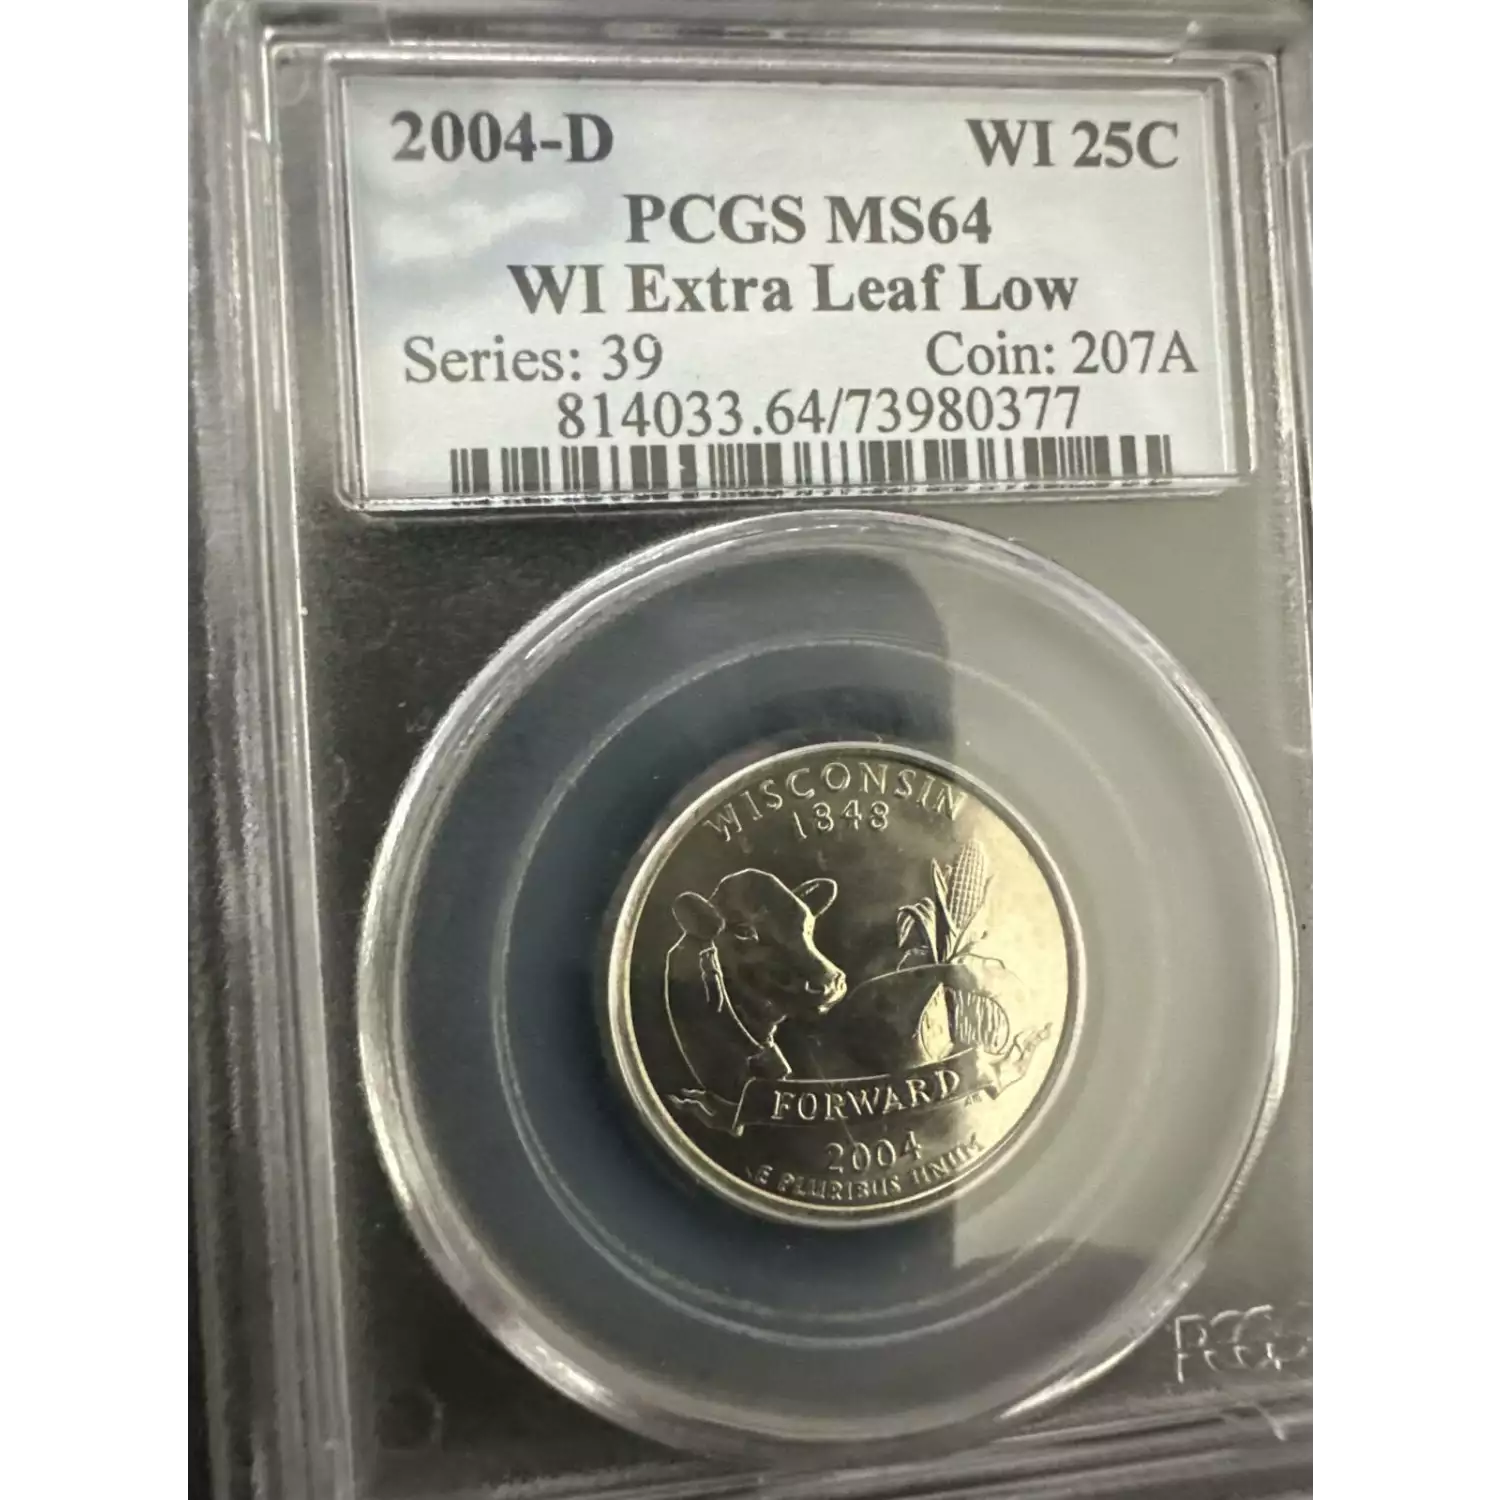 2004-D WI 25C
PCGS MS64
WI Extra Leaf Low
Series: 39 Coin: 207A
814033.64/73980377
WISCONSIN
1848
FORWARD
2004
E PLURIBUS UNUM
PCGS